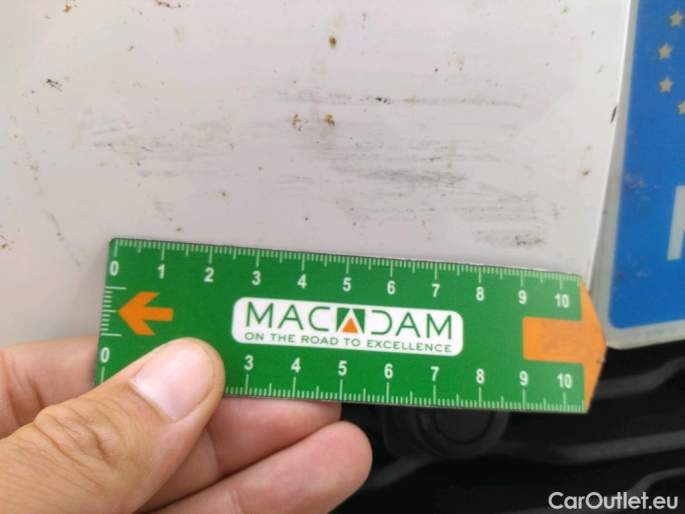 0 1 2 3 4 5 6 7 8 9 10
MACADAM
ON THE ROAD TO EXCELLENCE
0 3 4 5 6 7 8 9 10
CarOutlet.eu